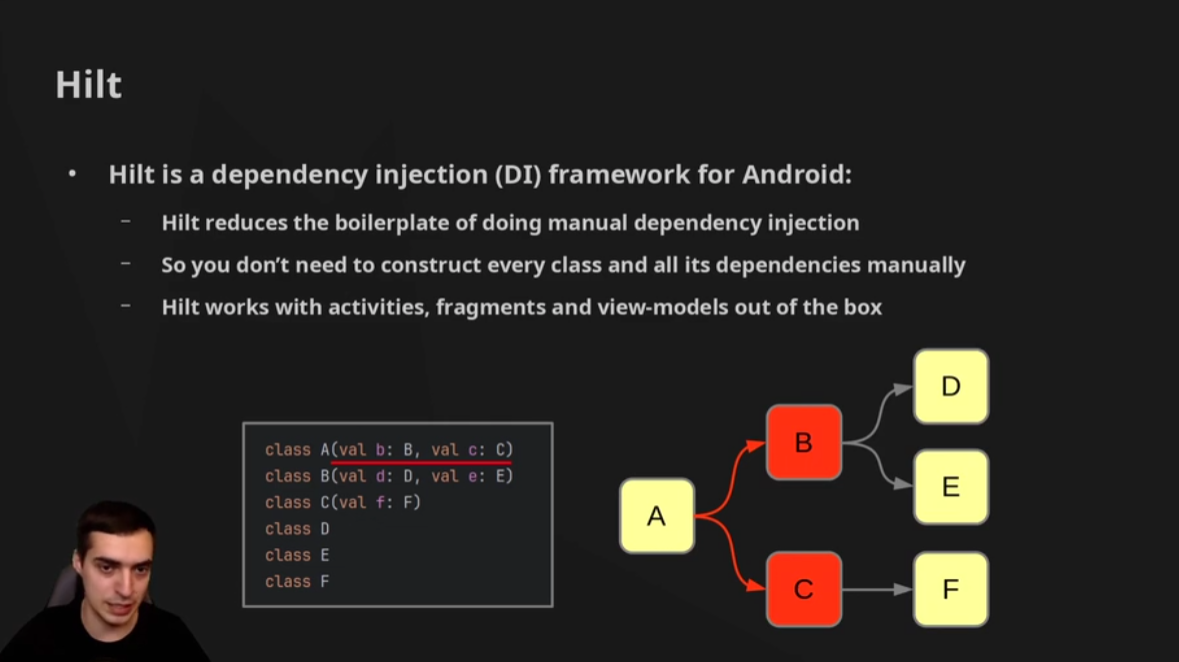 Hilt
• Hilt is a dependency injection (DI) framework for Android:
– Hilt reduces the boilerplate of doing manual dependency injection
– So you don’t need to construct every class and all its dependencies manually
– Hilt works with activities, fragments and view-models out of the box
class A(val b: B, val c: C)
class B(val d: D, val e: E)
class C(val f: F)
class D
class E
class F
A
B
C
D
E
F